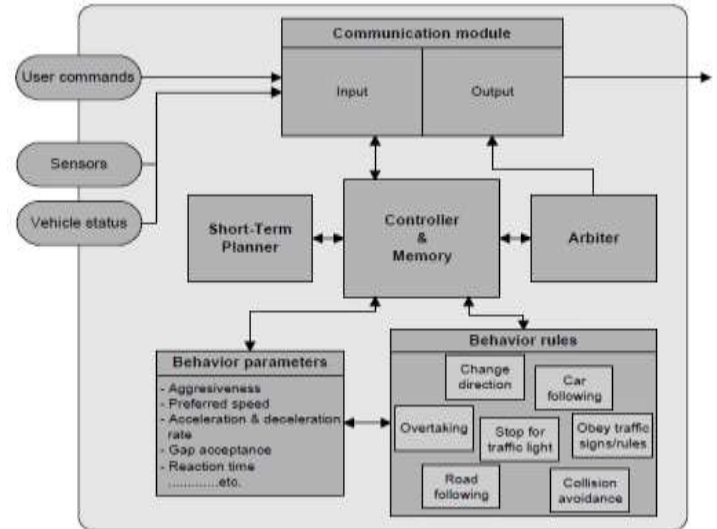 Communication module
User commands
Input
Output
Sensors
Vehicle status
Short-Term
Planner
Controller
&
Memory
Arbiter
Behavior parameters
- Aggresiveness
- Preferred speed
- Acceleration & deceleration
rate
- Gap acceptance
- Reaction time
.............etc.
Behavior rules
Change
direction
Car
following
Overtaking
Stop for
traffic light
Obey traffic
signs/rules
Road
following
Collision
avoidance